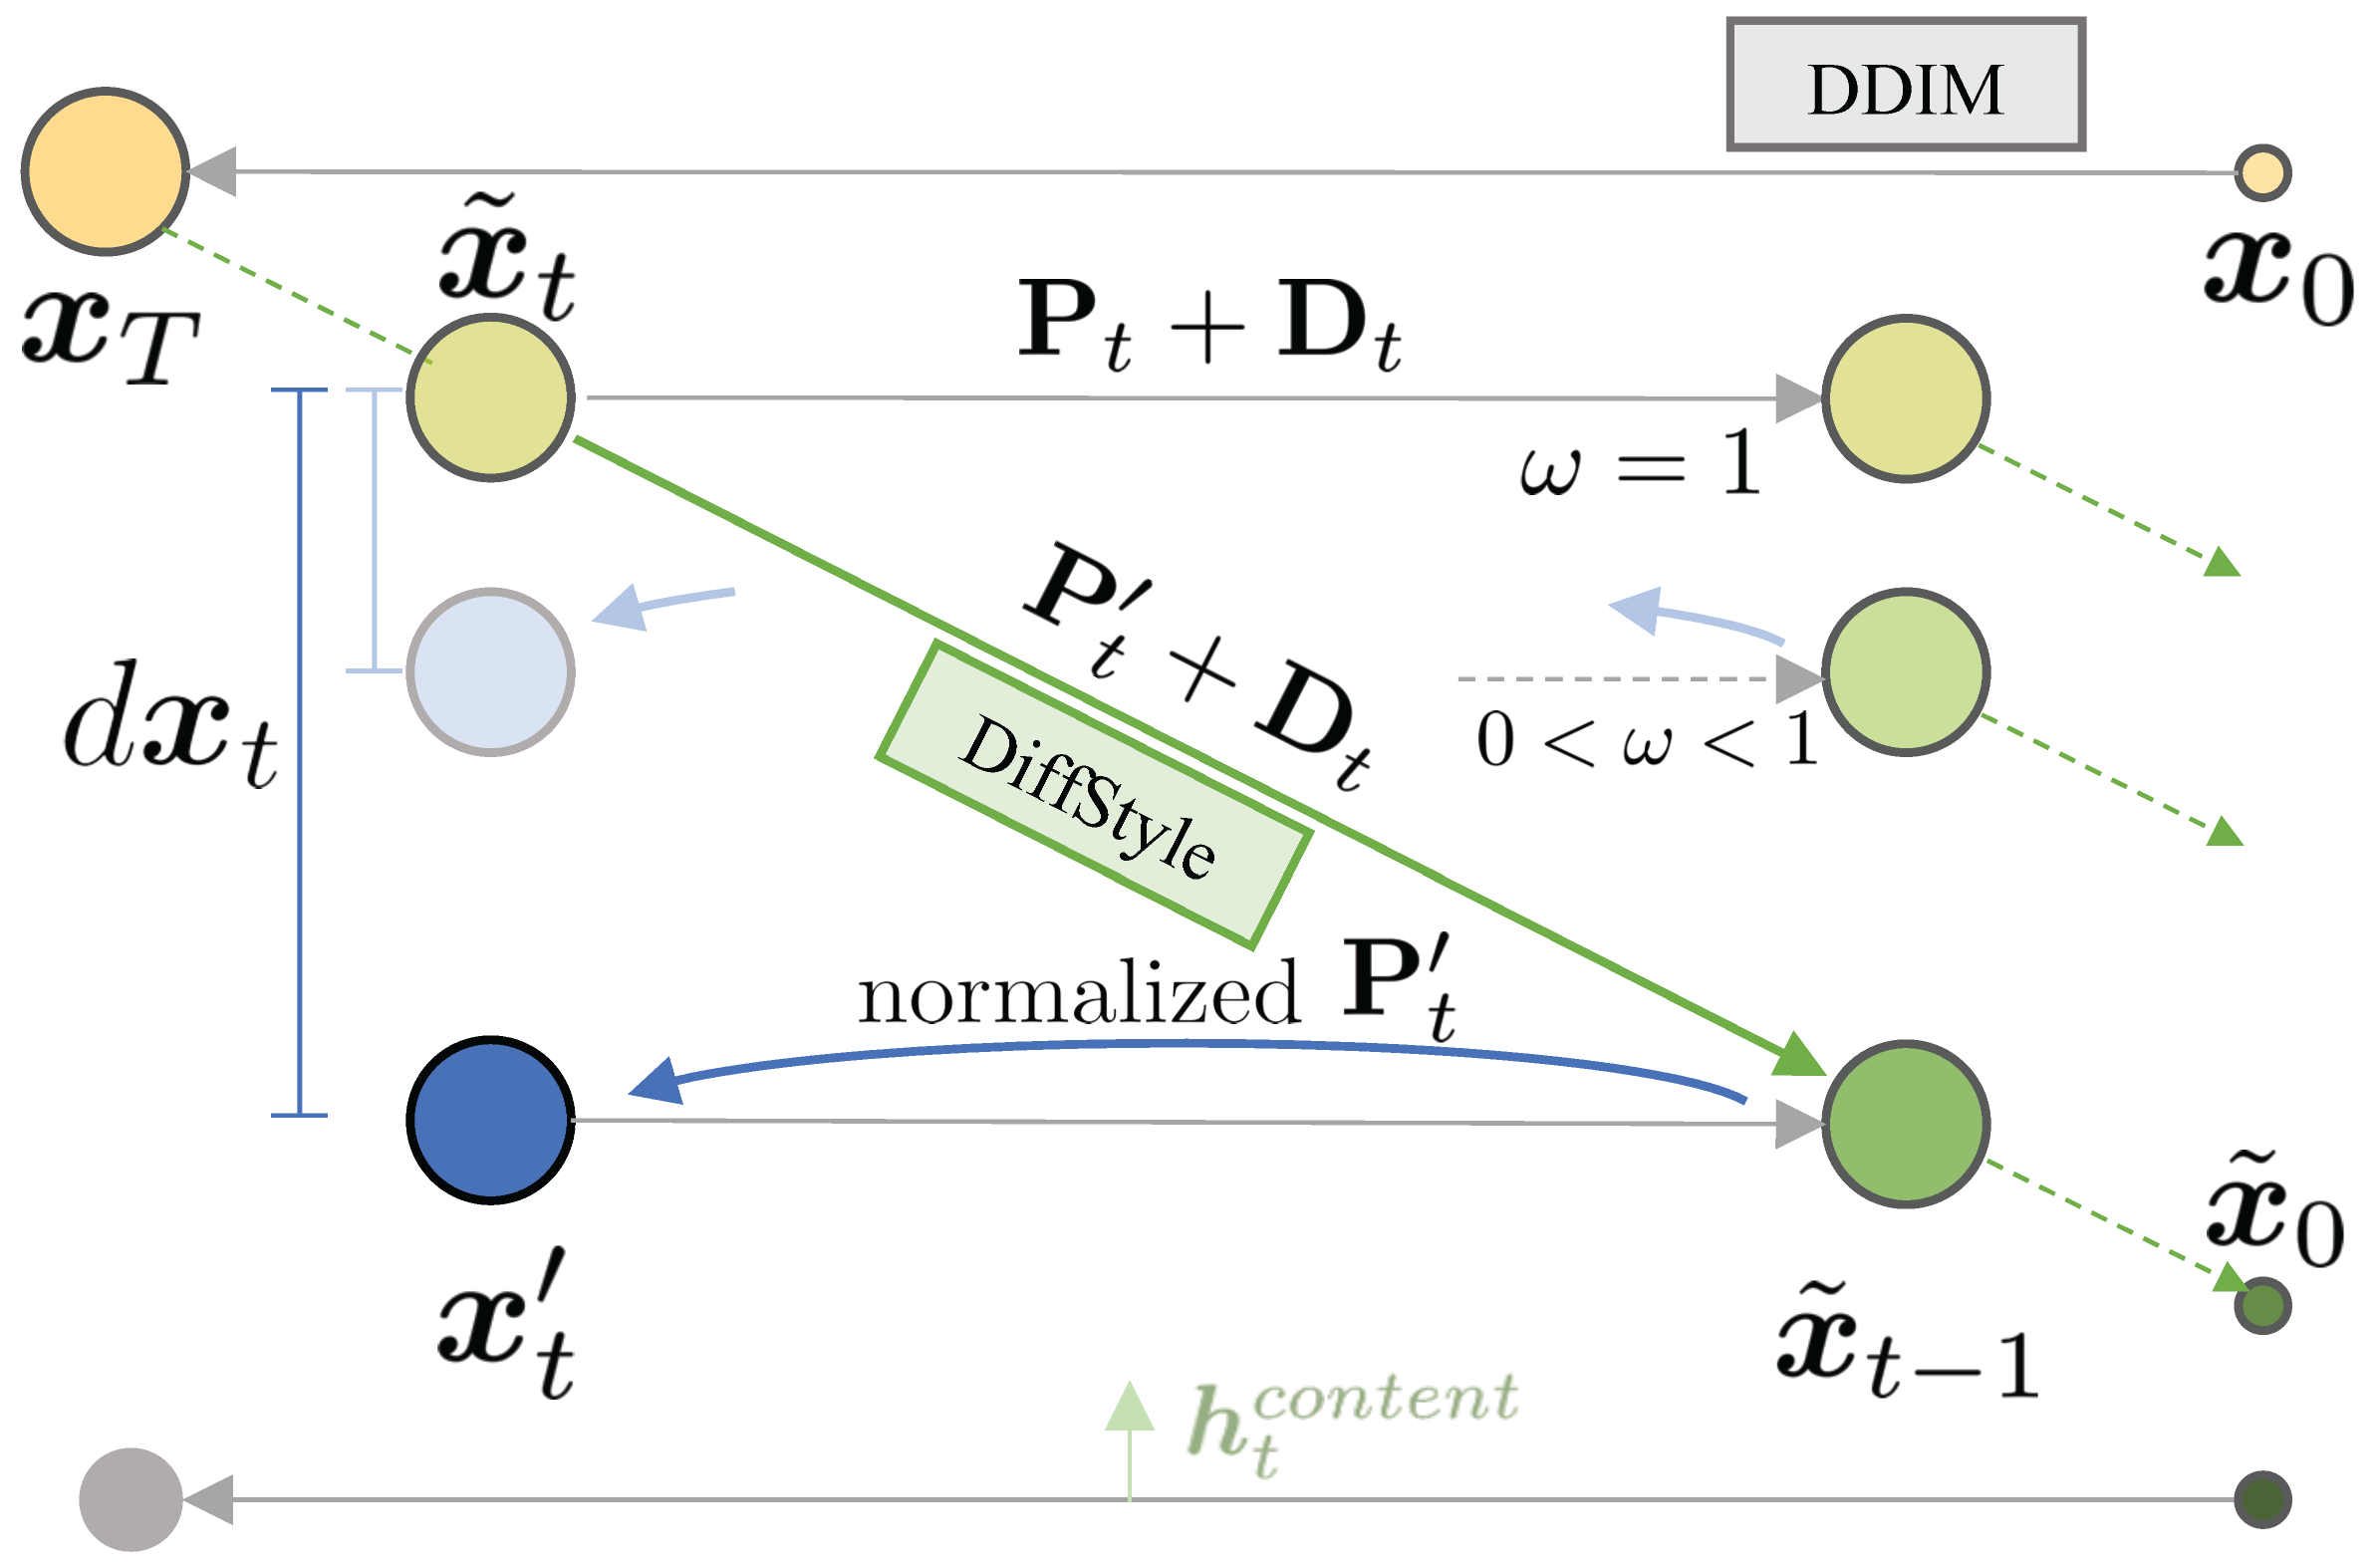 DDIM
$\boldsymbol{x}_T$
$\tilde{\boldsymbol{x}}_t$
$\boldsymbol{x}_0$
$\mathbf{P}_t + \mathbf{D}_t$
$\omega = 1$
$\mathbf{P}'_t + \mathbf{D}_t$
DiffStyle
$d\boldsymbol{x}_t$
$0 < \omega < 1$
normalized $\mathbf{P}'_t$
$\boldsymbol{x}'_t$
$\tilde{\boldsymbol{x}}_0$
$\tilde{\boldsymbol{x}}_{t-1}$
$\boldsymbol{h}_t^{content}$